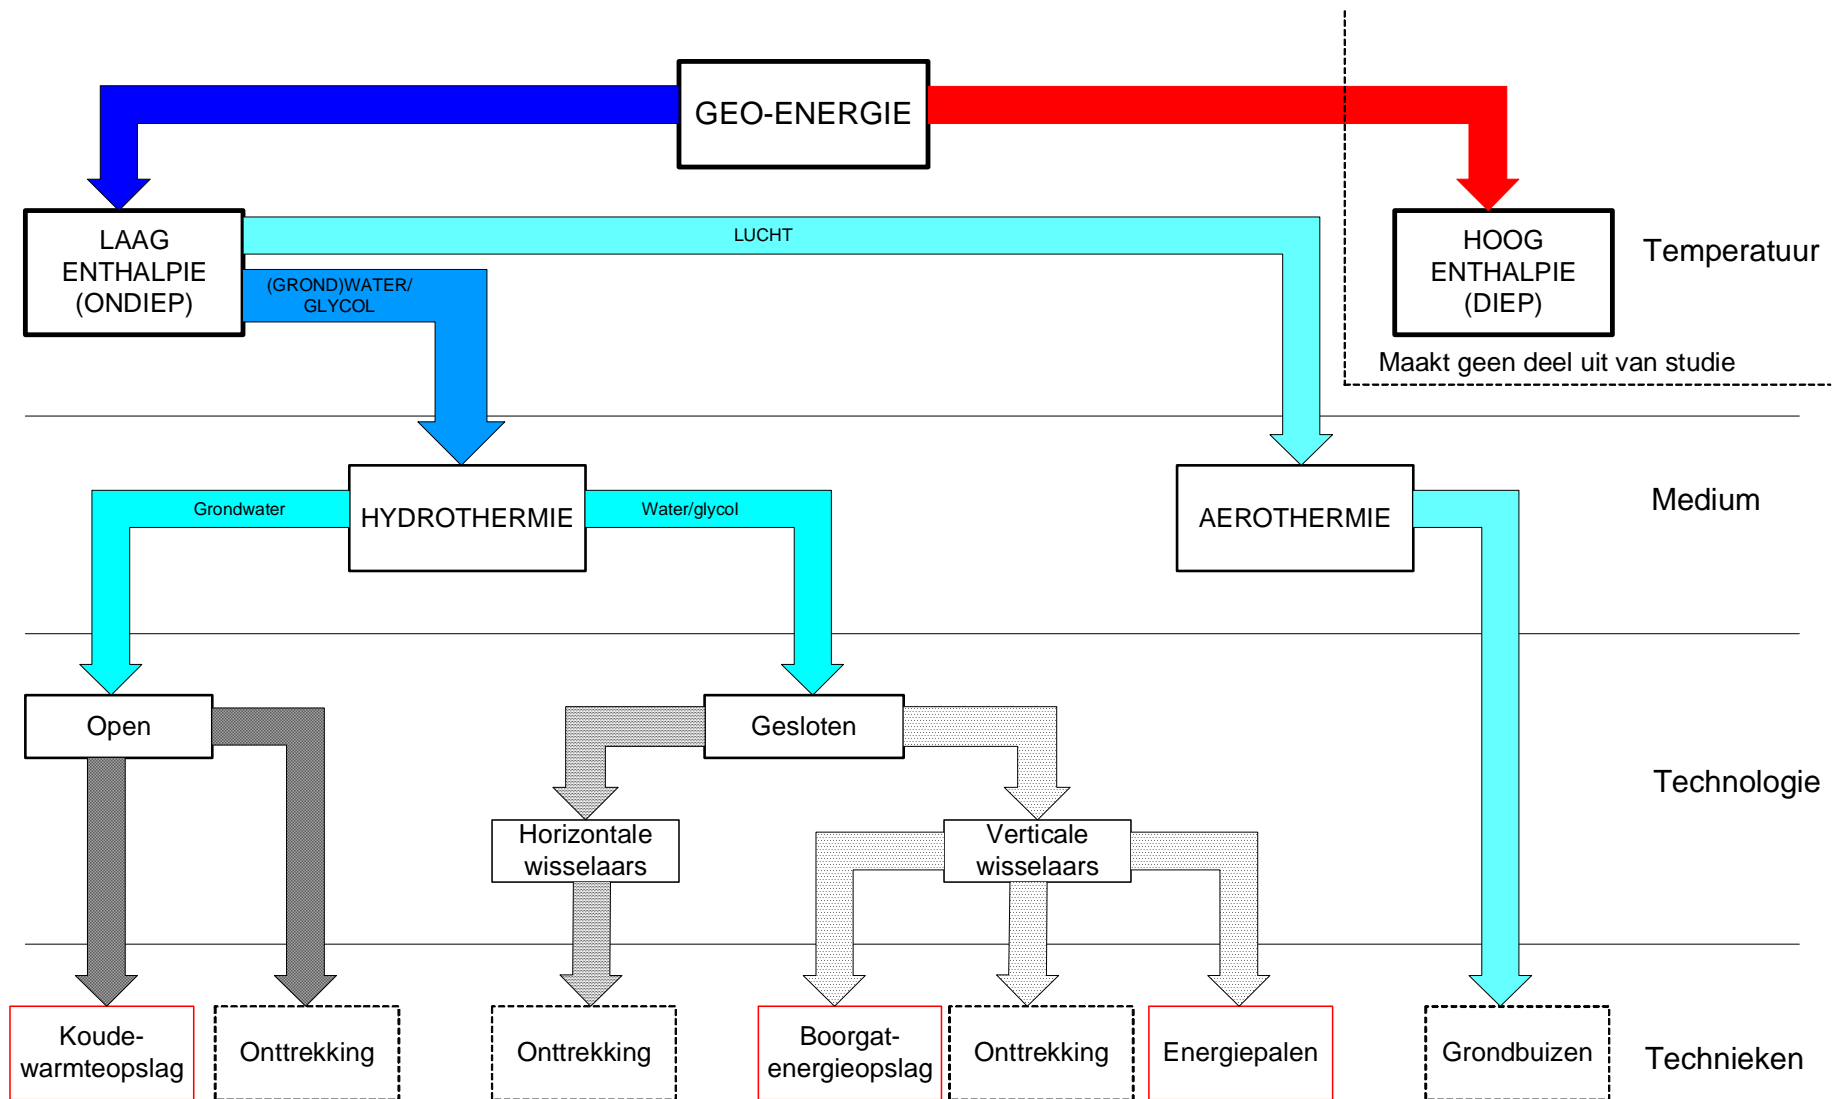 GEO-ENERGIE
LAAG
ENTHALPIE
(ONDIEP)
LUCHT
(GROND)WATER/
GLYCOL
HOOG
ENTHALPIE
(DIEP)
Temperatuur
Maakt geen deel uit van studie
Grondwater
HYDROTHERMIE
Water/glycol
AEROTHERMIE
Medium
Open
Gesloten
Technologie
Horizontale
wisselaars
Verticale
wisselaars
Koude-
warmteopslag
Onttrekking
Onttrekking
Boorgat-
energieopslag
Onttrekking
Energiepalen
Grondbuizen
Technieken